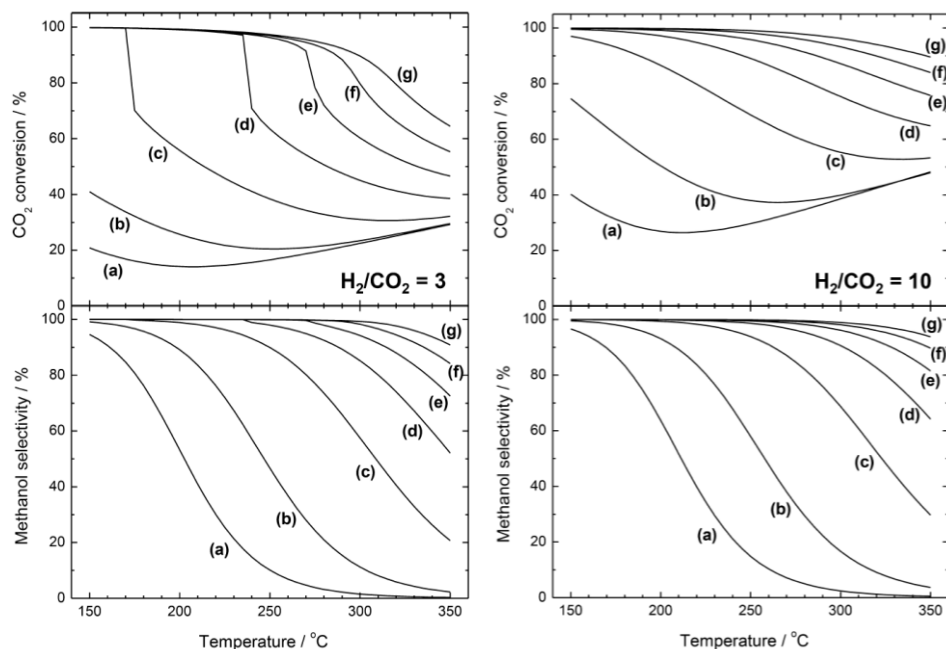 100
80
60
40
20
0
CO₂ conversion / %
(a)
(b)
(c)
(d)
(e)
(f)
(g)
H₂/CO₂ = 3
100
80
60
40
20
0
Methanol selectivity / %
(a)
(b)
(c)
(d)
(e)
(f)
(g)
150 200 250 300 350
Temperature / °C
100
80
60
40
20
0
CO₂ conversion / %
(a)
(b)
(c)
(d)
(e)
(f)
(g)
H₂/CO₂ = 10
100
80
60
40
20
0
Methanol selectivity / %
(a)
(b)
(c)
(d)
(e)
(f)
(g)
150 200 250 300 350
Temperature / °C